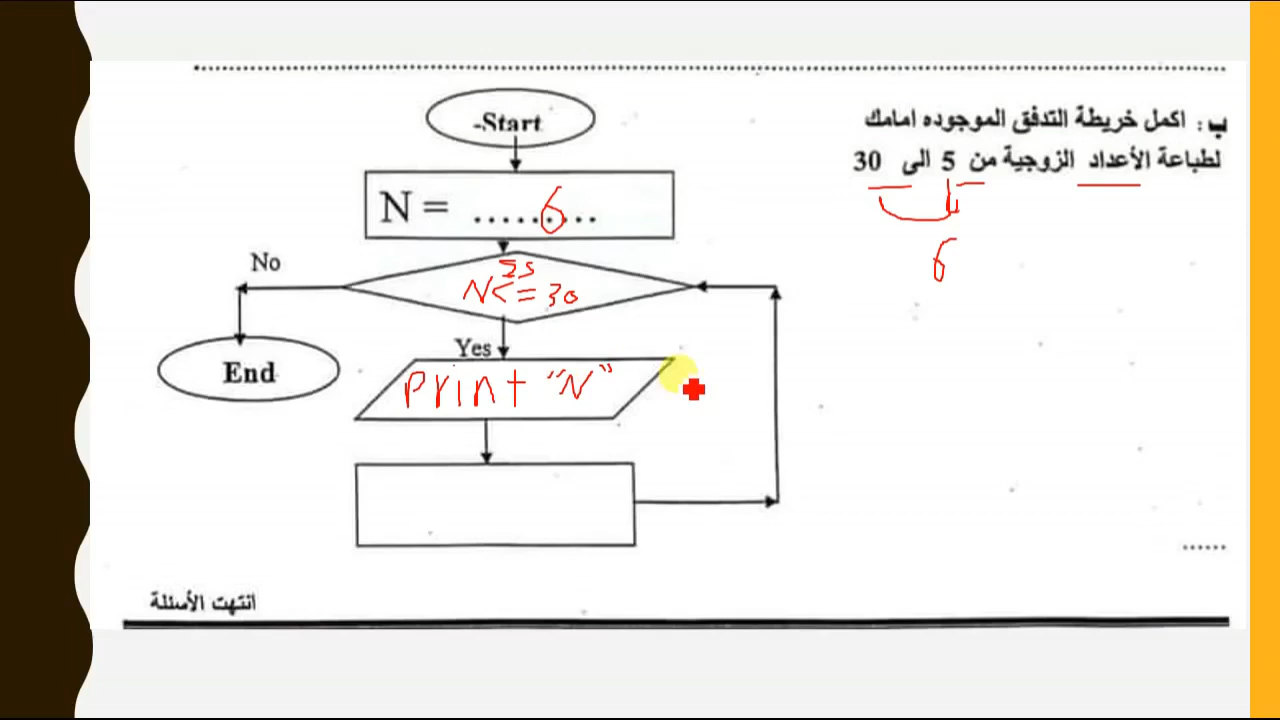 ب : اكمل خريطة التدفق الموجوده امامك
لطباعة الأعداد الزوجية من 5 الى 30
6
-Start
N = ......... 6
Is
N<= 30
No
Yes
End
print "N"
......
انتهت الأسئلة